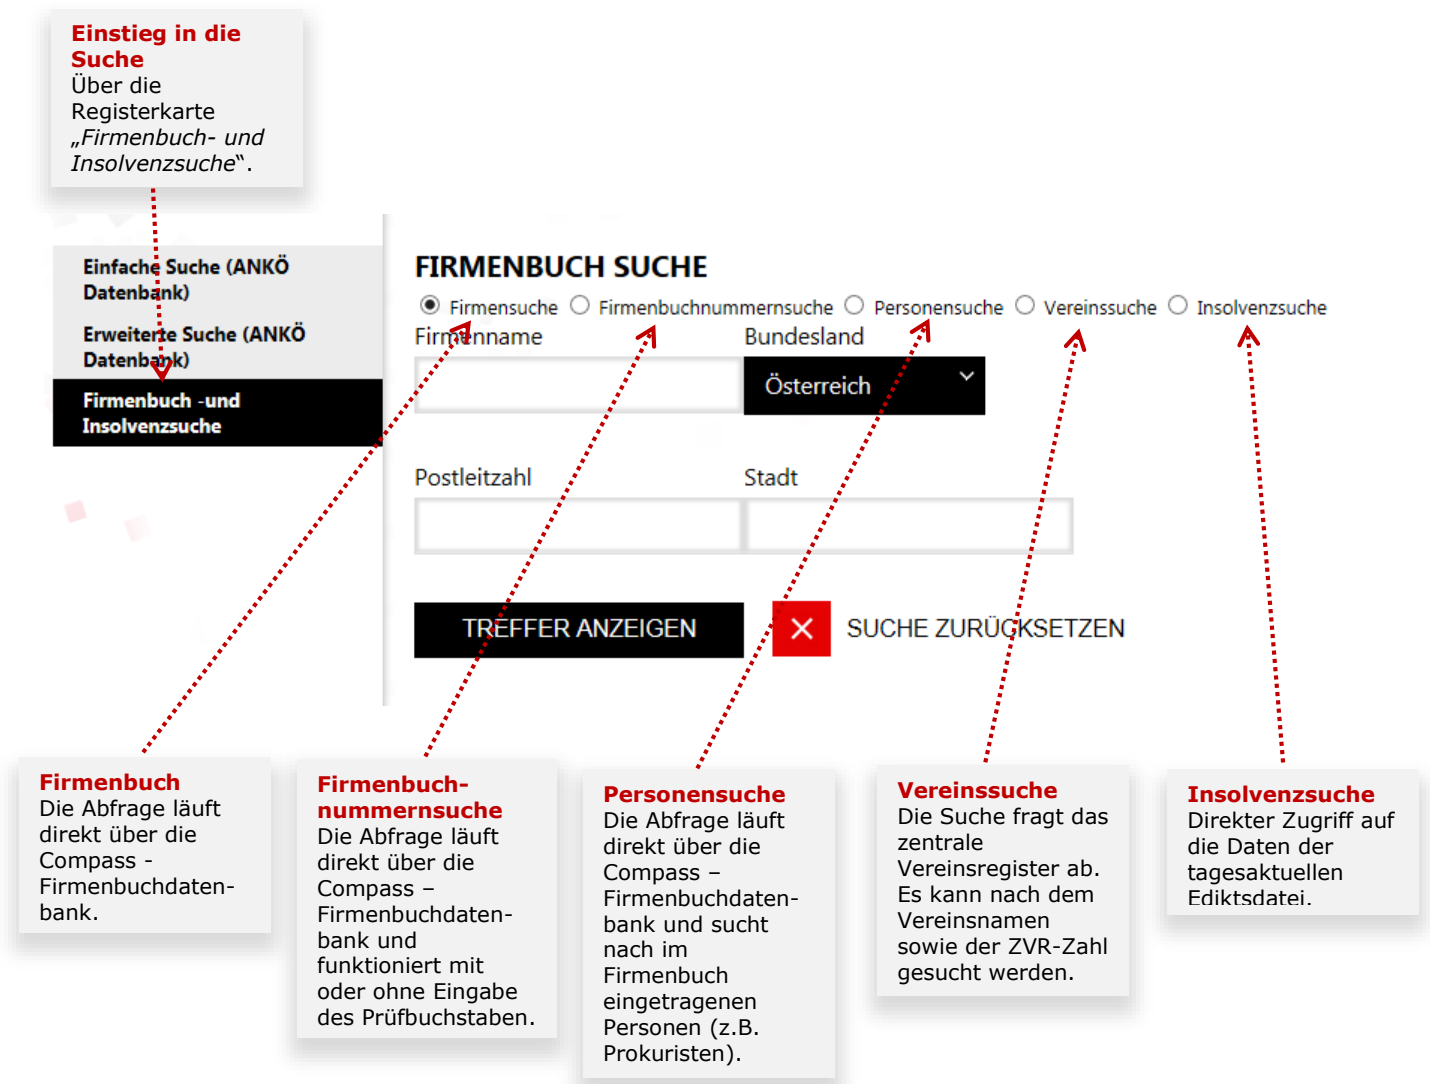 Einstieg in die
Suche
Über die
Registerkarte
„Firmenbuch- und
Insolvenzsuche“.
Einfache Suche (ANKÖ
Datenbank)
Erweiterte Suche (ANKÖ
Datenbank)
Firmenbuch -und
Insolvenzsuche
FIRMENBUCH SUCHE
Firmensuche Firmenbuchnummernsuche Personensuche Vereinssuche Insolvenzsuche
Firmenname Bundesland
Österreich
Postleitzahl Stadt
TREFFER ANZEIGEN SUCHE ZURÜCKSETZEN
Firmenbuch
Die Abfrage läuft
direkt über die
Compass -
Firmenbuchdaten-
bank.
Firmenbuch-
nummernsuche
Die Abfrage läuft
direkt über die
Compass –
Firmenbuchdaten-
bank und
funktioniert mit
oder ohne Eingabe
des Prüfbuchstaben.
Personensuche
Die Abfrage läuft
direkt über die
Compass –
Firmenbuchdaten-
bank und sucht
nach im
Firmenbuch
eingetragenen
Personen (z.B.
Prokuristen).
Vereinssuche
Die Suche fragt das
zentrale
Vereinsregister ab.
Es kann nach dem
Vereinsnamen
sowie der ZVR-Zahl
gesucht werden.
Insolvenzsuche
Direkter Zugriff auf
die Daten der
tagesaktuellen
Ediktsdatei.